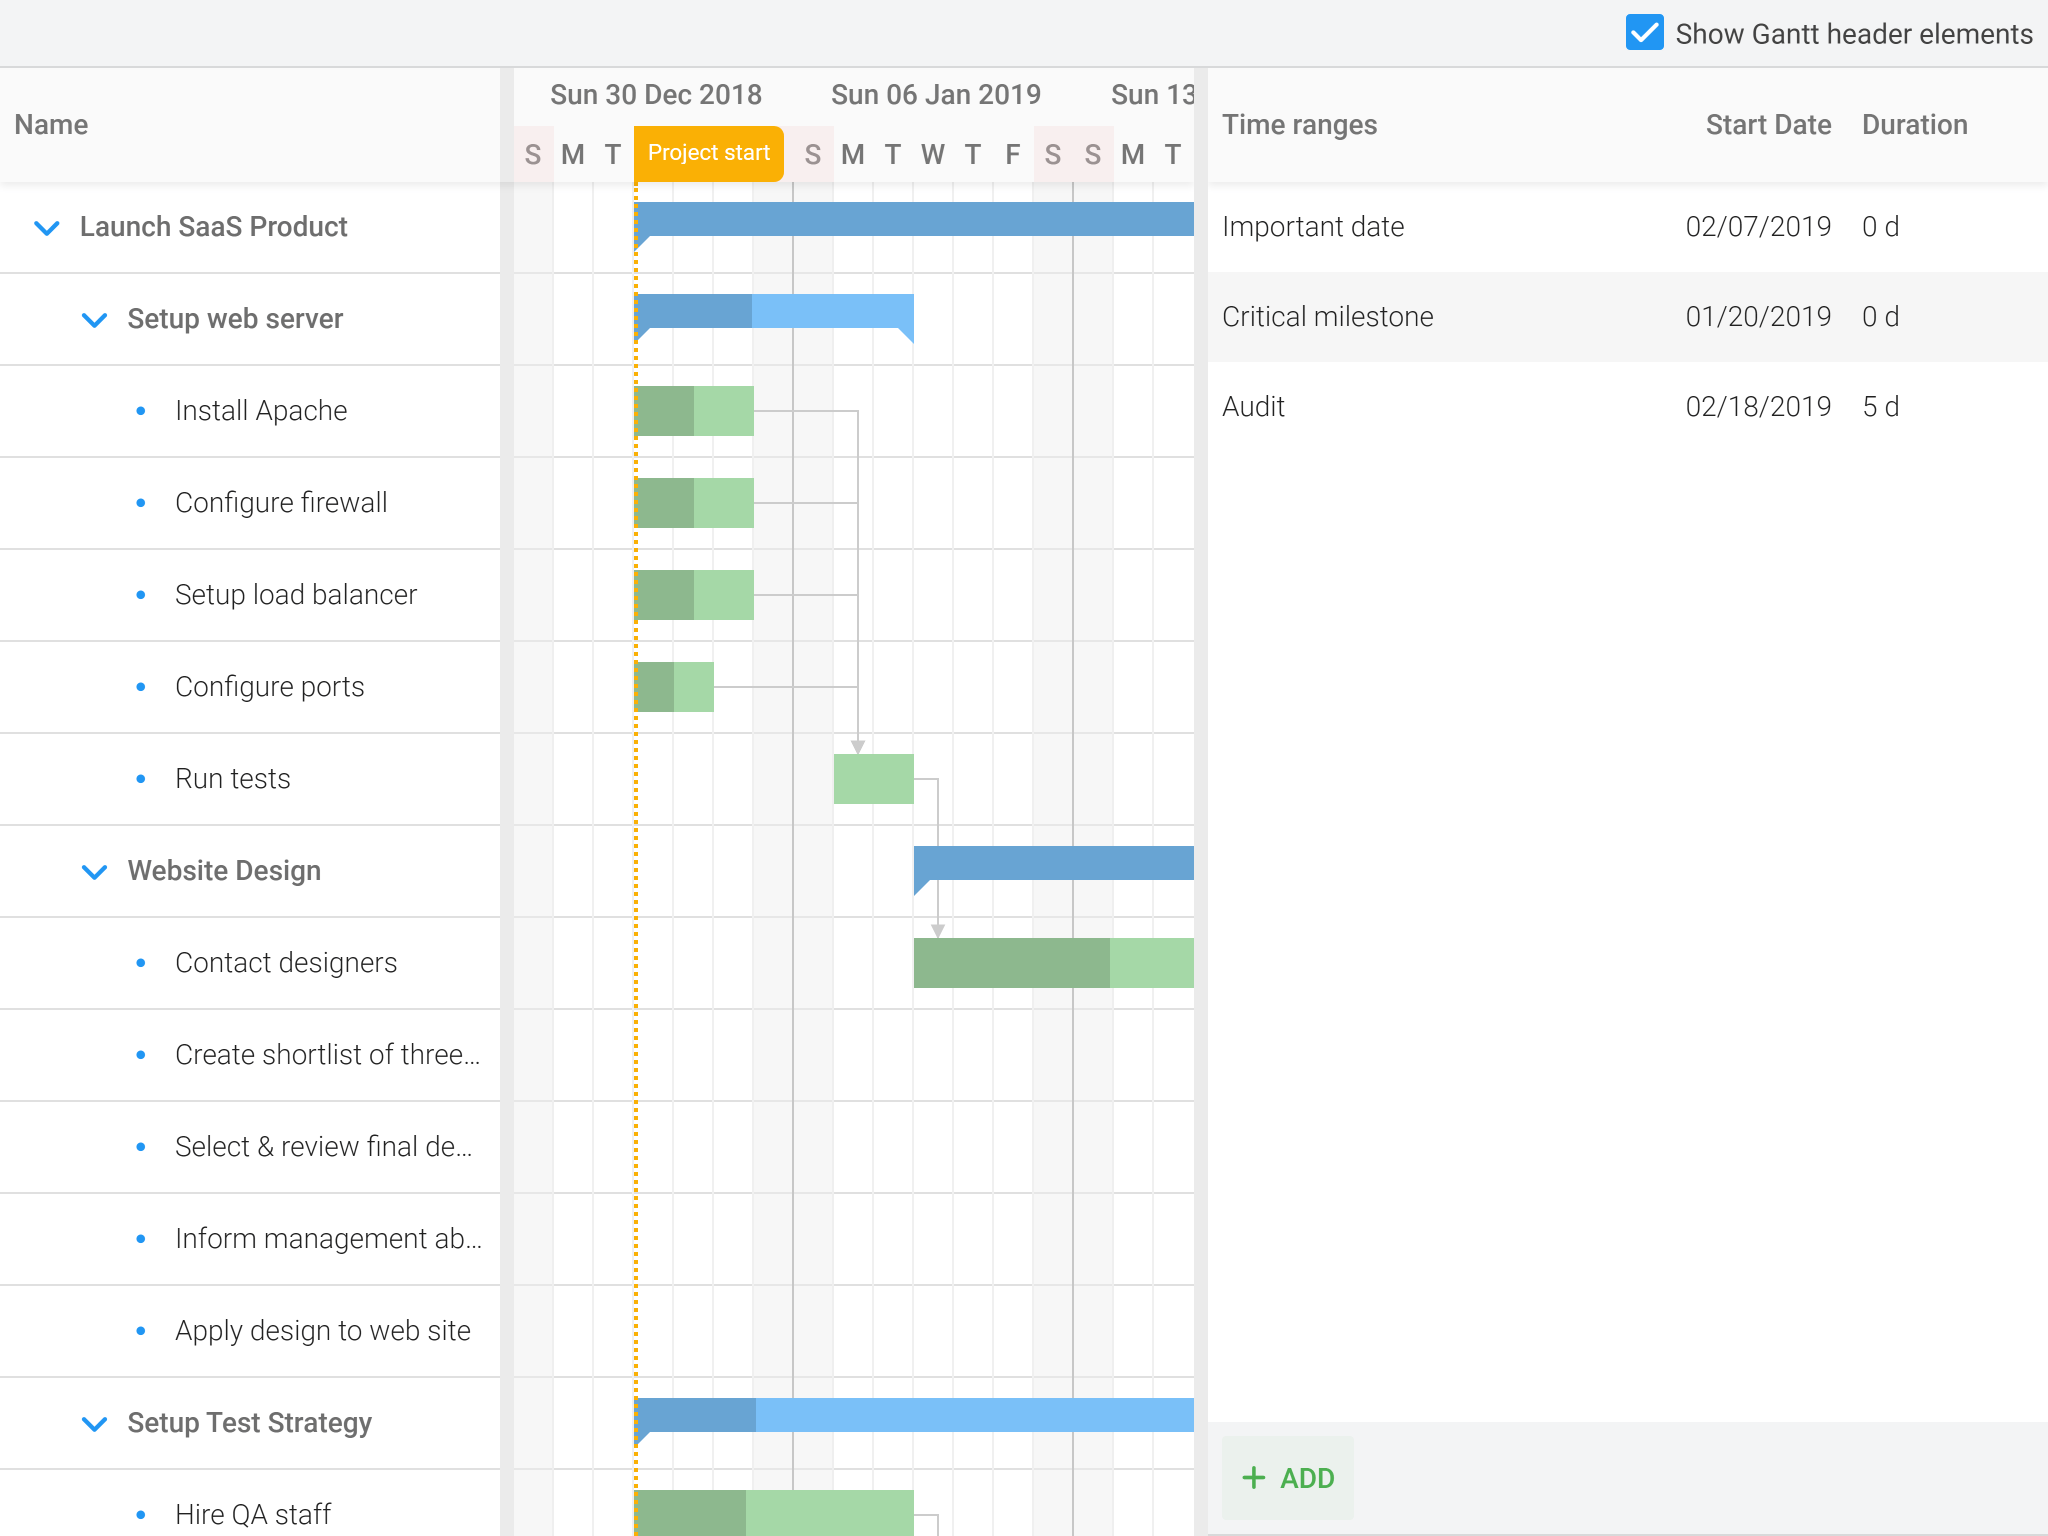 Show Gantt header elements
Name
Sun 30 Dec 2018 Sun 06 Jan 2019 Sun 13
S M T Project start S M T W T F S S M T
Time ranges Start Date Duration
Launch SaaS Product
Setup web server
Install Apache
Configure firewall
Setup load balancer
Configure ports
Run tests
Website Design
Contact designers
Create shortlist of three...
Select & review final de...
Inform management ab...
Apply design to web site
Setup Test Strategy
Hire QA staff
Important date 02/07/2019 0 d
Critical milestone 01/20/2019 0 d
Audit 02/18/2019 5 d
+ ADD